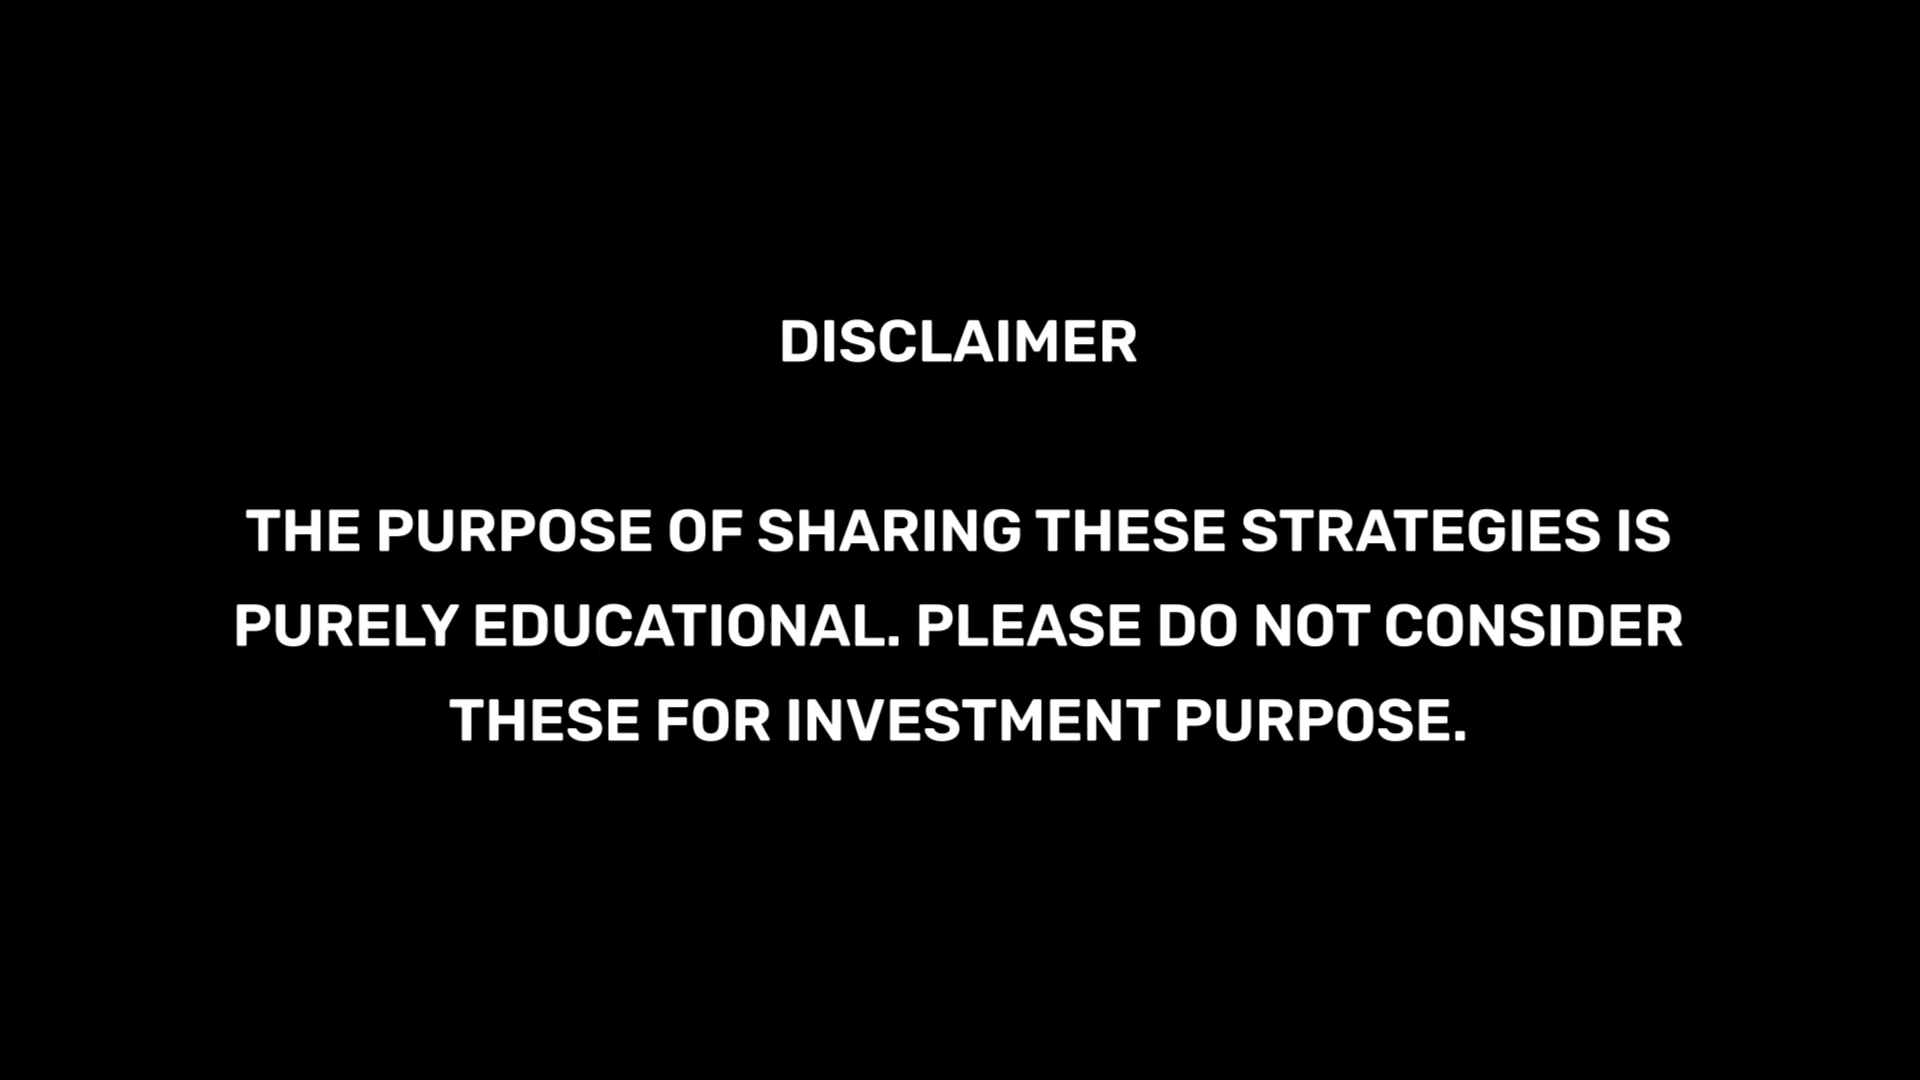 DISCLAIMER
THE PURPOSE OF SHARING THESE STRATEGIES IS
PURELY EDUCATIONAL. PLEASE DO NOT CONSIDER
THESE FOR INVESTMENT PURPOSE.